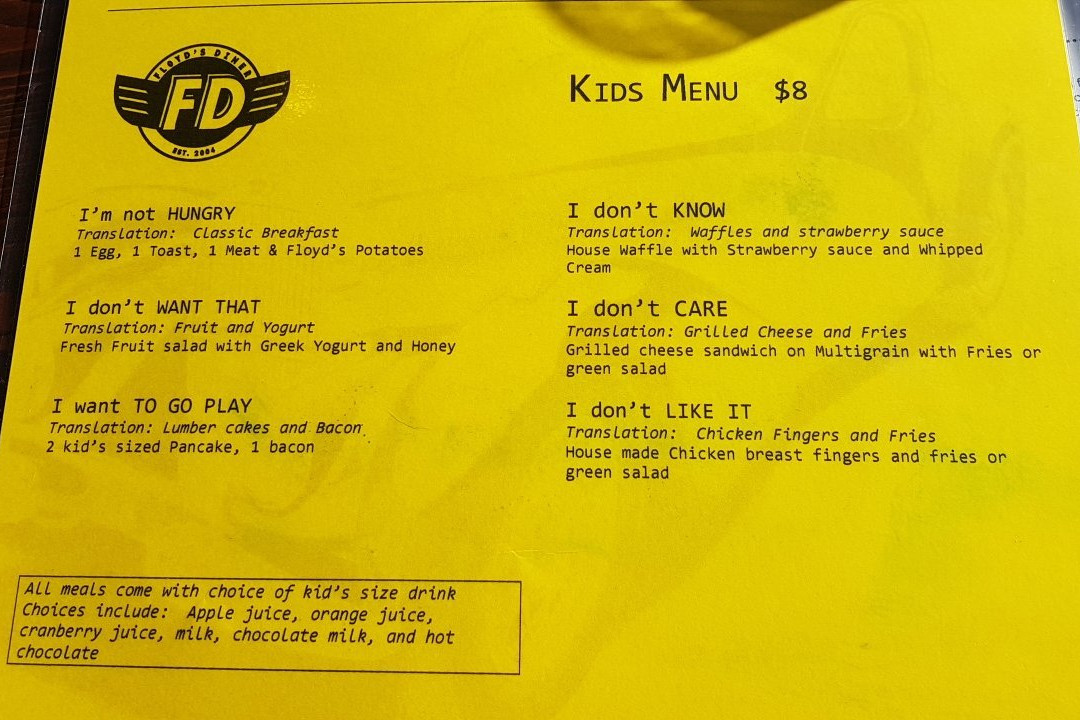 FLOYD'S DINER
FD
EST. 2004
KIDS MENU $8
I'm not HUNGRY
Translation: Classic Breakfast
1 Egg, 1 Toast, 1 Meat & Floyd's Potatoes
I don't WANT THAT
Translation: Fruit and Yogurt
Fresh Fruit salad with Greek Yogurt and Honey
I want TO GO PLAY
Translation: Lumber cakes and Bacon
2 kid's sized Pancake, 1 bacon
I don't KNOW
Translation: Waffles and strawberry sauce
House Waffle with Strawberry sauce and Whipped
Cream
I don't CARE
Translation: Grilled Cheese and Fries
Grilled cheese sandwich on Multigrain with Fries or
green salad
I don't LIKE IT
Translation: Chicken Fingers and Fries
House made Chicken breast fingers and fries or
green salad
All meals come with choice of kid's size drink
Choices include: Apple juice, orange juice,
cranberry juice, milk, chocolate milk, and hot
chocolate